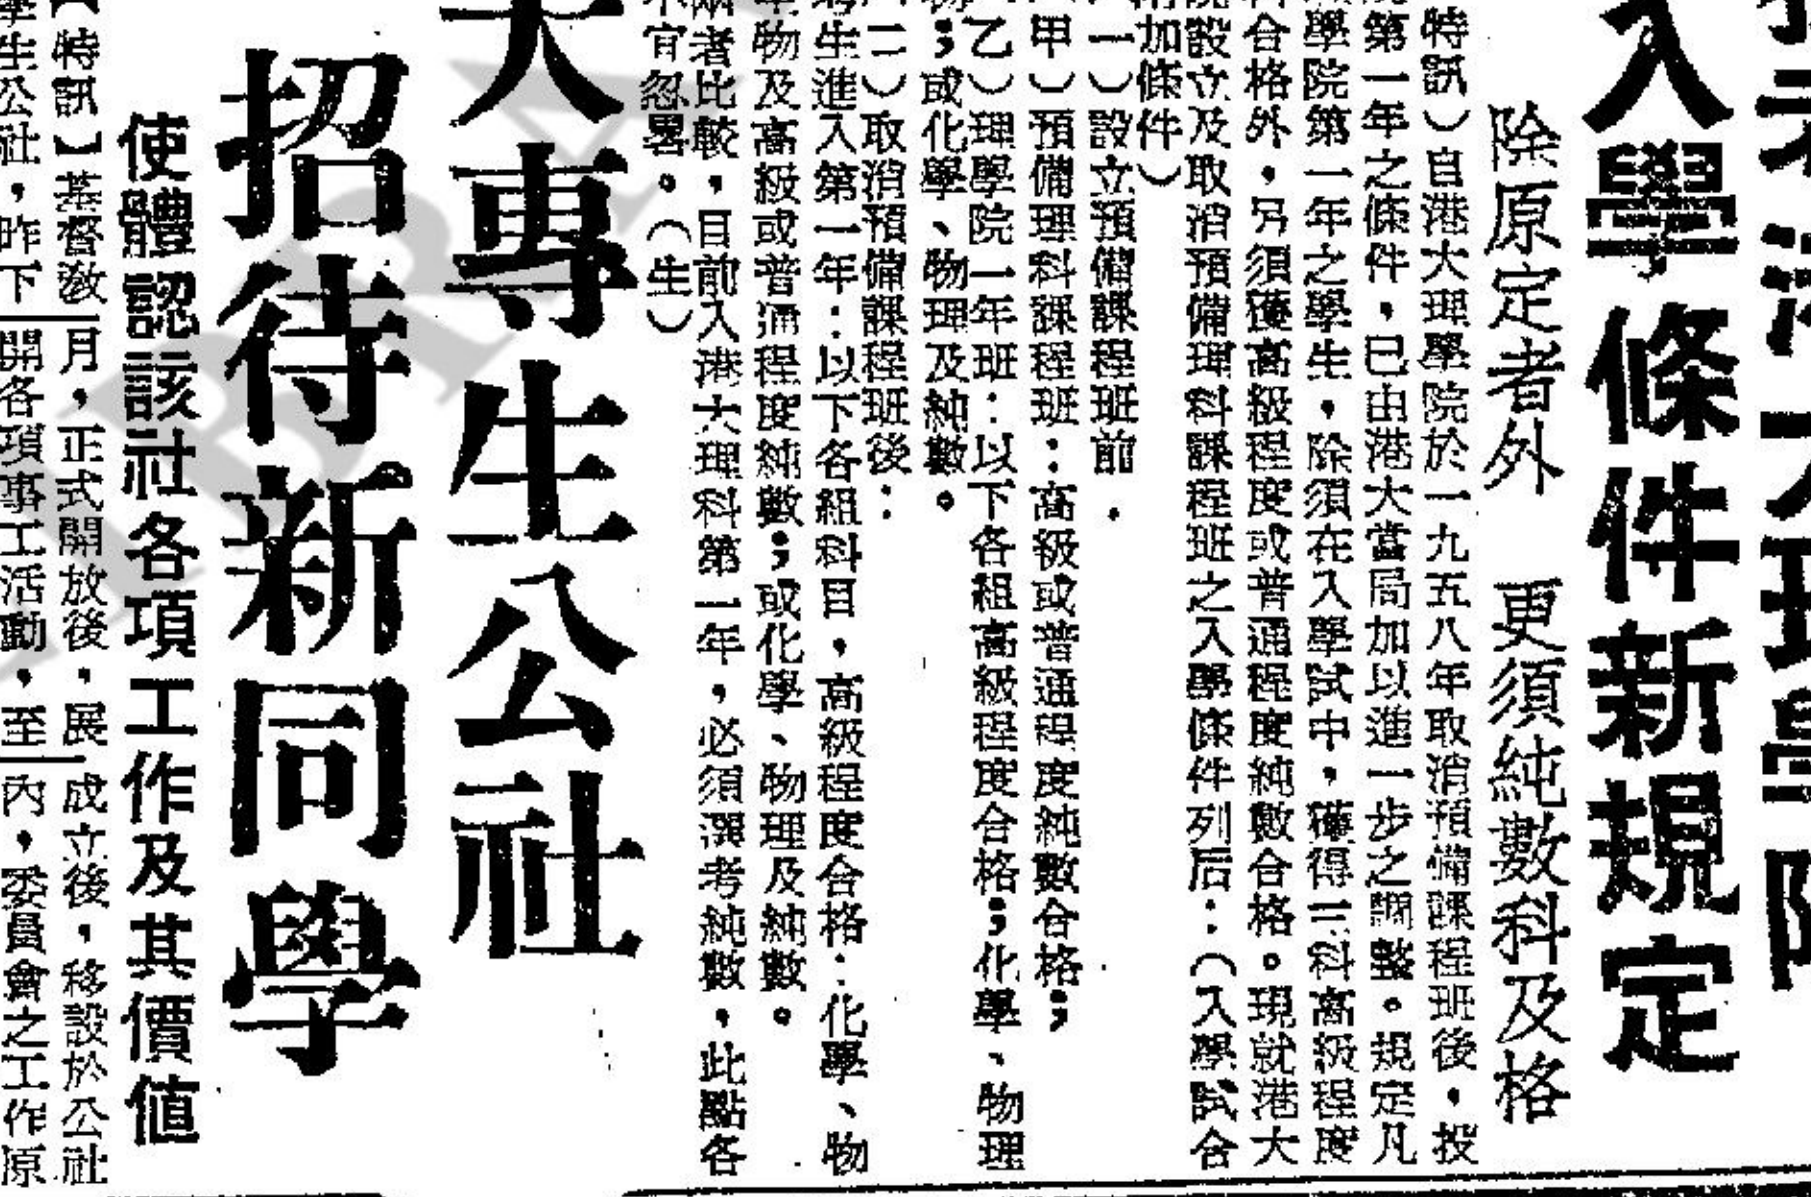 入學條件新規定
除原定者外　更須純數科及格
特訊）自港大理學院於一九五八年取消預備課程班後，投
第一年之條件，已由港大當局加以進一步之調整。規定凡
學院第一年之學生，除須在入學試中，獲得三科高級程度
合格外，另須獲高級程度或普通程度純數合格。現就港大
院設立及取消預備理科課程班之入學條件列后：（入學試合
加條件）
一）設立預備課程班前．
甲）預備理科課程班：高級或普通程度純數合格；
乙）理學院一年班：以下各組高級程度合格；化學、物理
；或化學、物理及純數。
二）取消預備課程班後：
生進入第一年：以下各組科目，高級程度合格：化學、物
物及高級或普通程度純數；或化學、物理及純數。
兩者比較，目前入港大理科第一年，必須選考純數，此點各
不宜忽畧。（生）
大專生公社
招待新同學
使體認該社各項工作及其價值
【特訊】基督教
學生公社，昨下
月，正式開放後，展
開各項事工活動，至
成立後，移設於公社
內，委員會之工作原